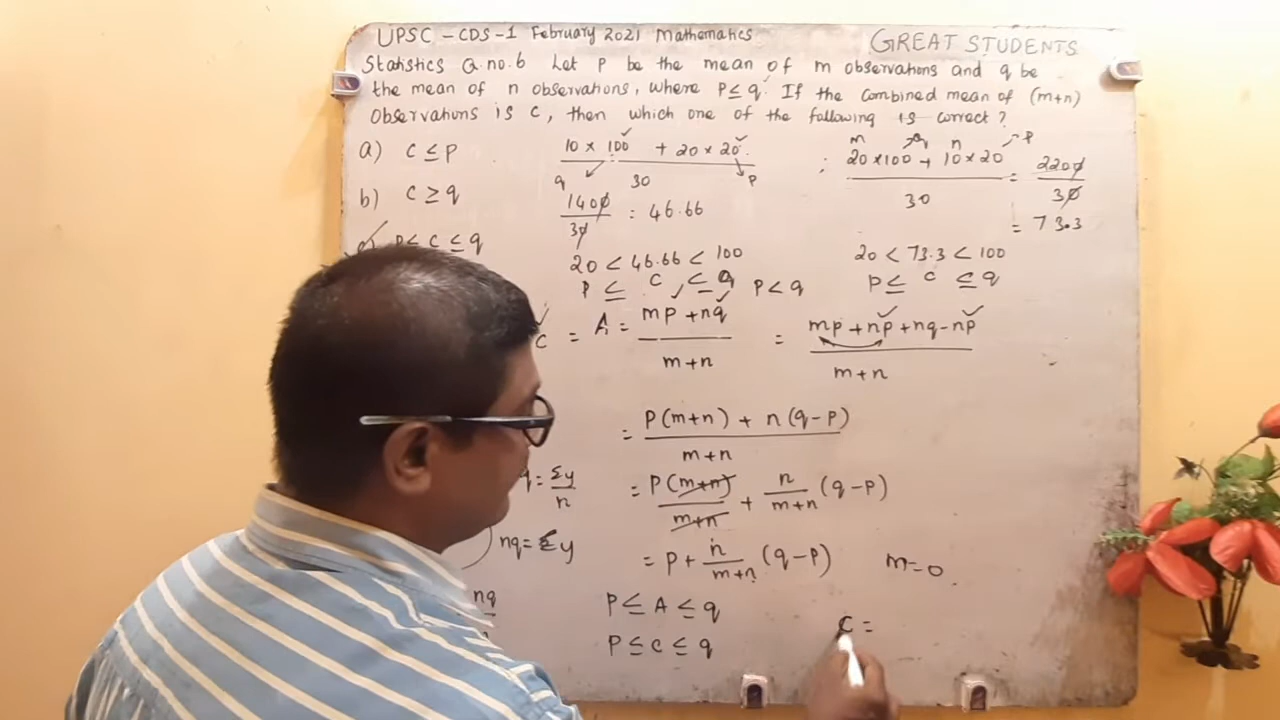 UPSC - CDS-1 February 2021 Mathematics
GREAT STUDENTS
Statistics Q.no.6 Let P be the mean of m observations and q be
the mean of n observations, where P≤q. If the combined mean of (m+n)
Observations is C, then which one of the following is correct?
a) C ≤ P
b) C ≥ q
c) P ≤ C ≤ q
10 × 100 + 20 × 20
q 30 P
1400
30 = 46.66
20 < 46.66 < 100
P ≤ C ≤ q P < q
m n P
20×100 + 10×20 = 2200
30 30
= 73.3
20 < 73.3 < 100
P ≤ C ≤ q
C = A = mp + nq = mp + np + nq - np
m+n m+n
= P(m+n) + n(q-P)
m+n
q = Σy = P(m+n) + n (q-P)
n m+n m+n
nq = Σy = P + n (q-P) m=0
m+n
nq P ≤ A ≤ q
C =
P ≤ C ≤ q